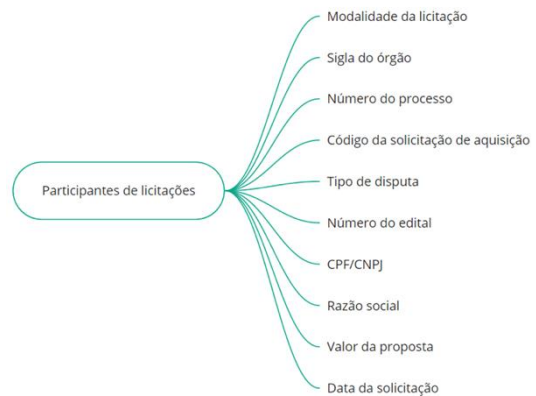 Modalidade da licitação
Sigla do órgão
Número do processo
Código da solicitação de aquisição
Participantes de licitações
Tipo de disputa
Número do edital
CPF/CNPJ
Razão social
Valor da proposta
Data da solicitação